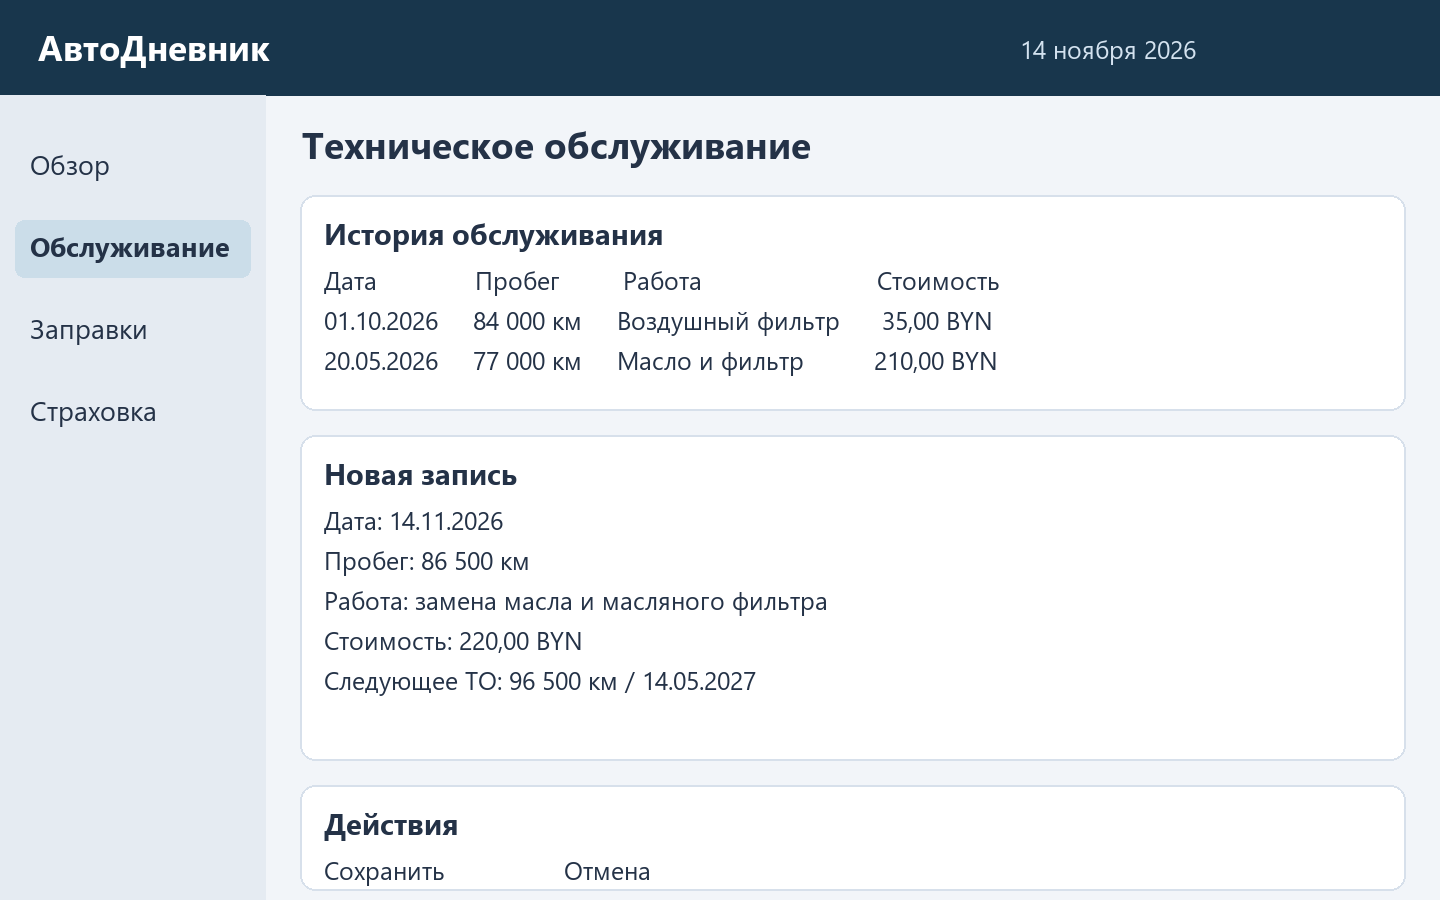 АвтоДневник
14 ноября 2026
Обзор
Обслуживание
Заправки
Страховка
Техническое обслуживание
История обслуживания
Дата Пробег Работа Стоимость
01.10.2026 84 000 км Воздушный фильтр 35,00 BYN
20.05.2026 77 000 км Масло и фильтр 210,00 BYN
Новая запись
Дата: 14.11.2026
Пробег: 86 500 км
Работа: замена масла и масляного фильтра
Стоимость: 220,00 BYN
Следующее ТО: 96 500 км / 14.05.2027
Действия
Сохранить Отмена